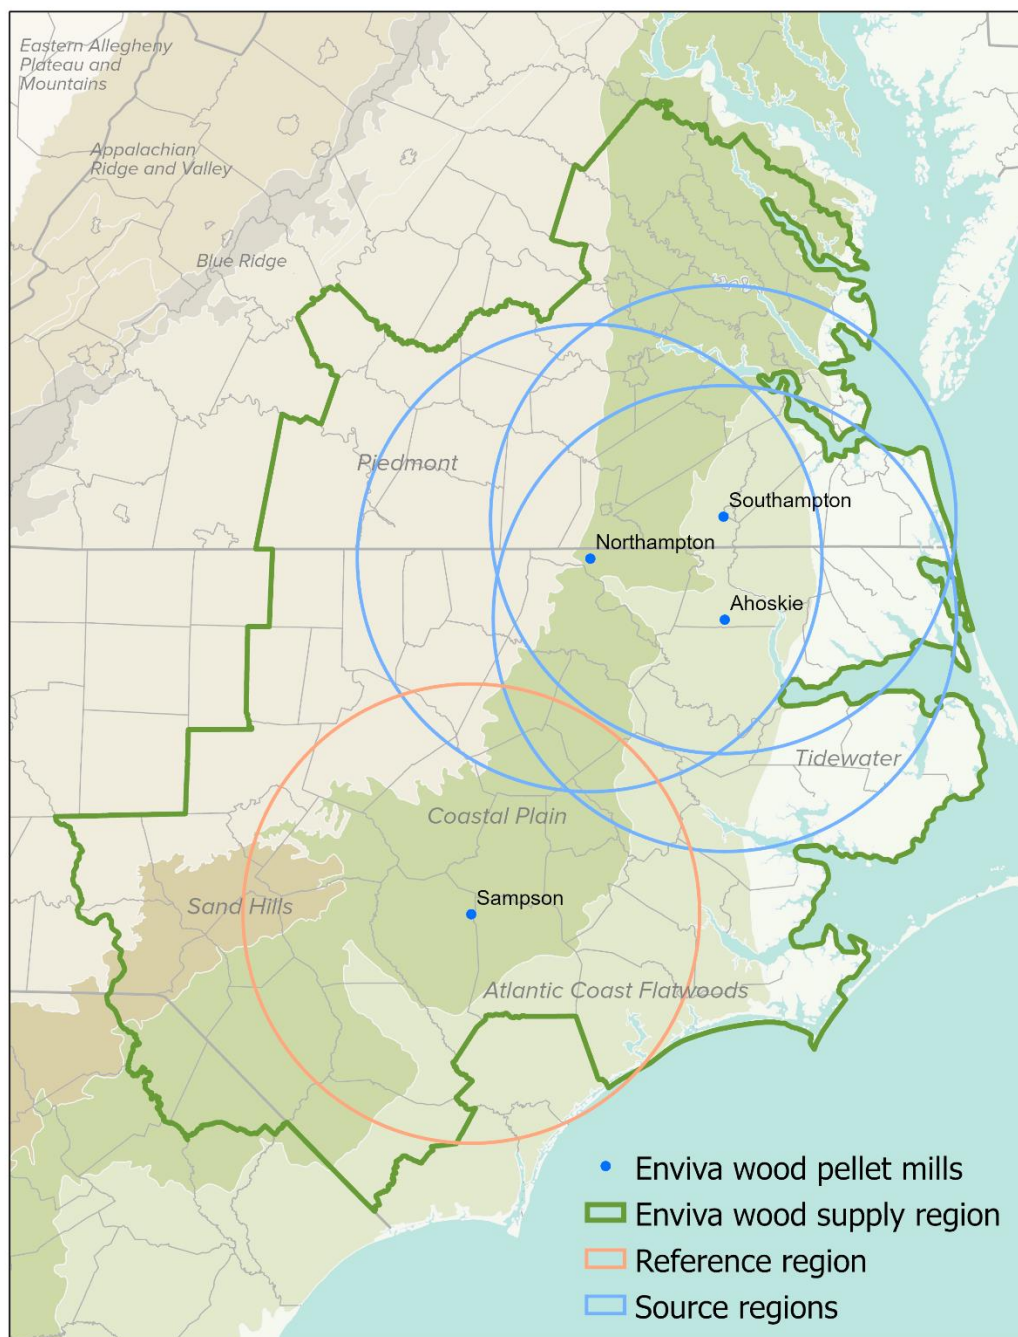 Eastern Allegheny
Plateau and
Mountains
Appalachian
Ridge and Valley
Blue Ridge
Piedmont
Southampton
Northampton
Ahoskie
Tidewater
Coastal Plain
Sand Hills
Sampson
Atlantic Coast Flatwoods
Enviva wood pellet mills
Enviva wood supply region
Reference region
Source regions